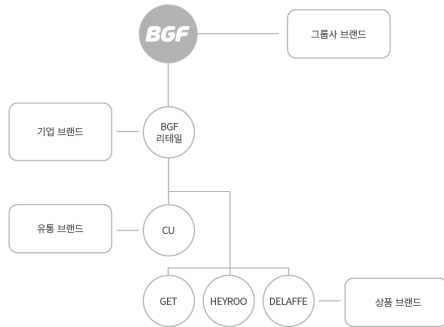 BGF
그룹사 브랜드
기업 브랜드
BGF
리테일
유통 브랜드
CU
GET
HEYROO
DELAFFE
상품 브랜드